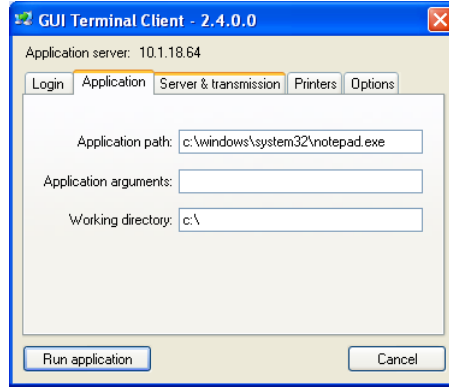 GUI Terminal Client - 2.4.0.0
Application server: 10.1.18.64
Login Application Server & transmission Printers Options
Application path: c:\windows\system32\notepad.exe
Application arguments:
Working directory: c:\
Run application Cancel